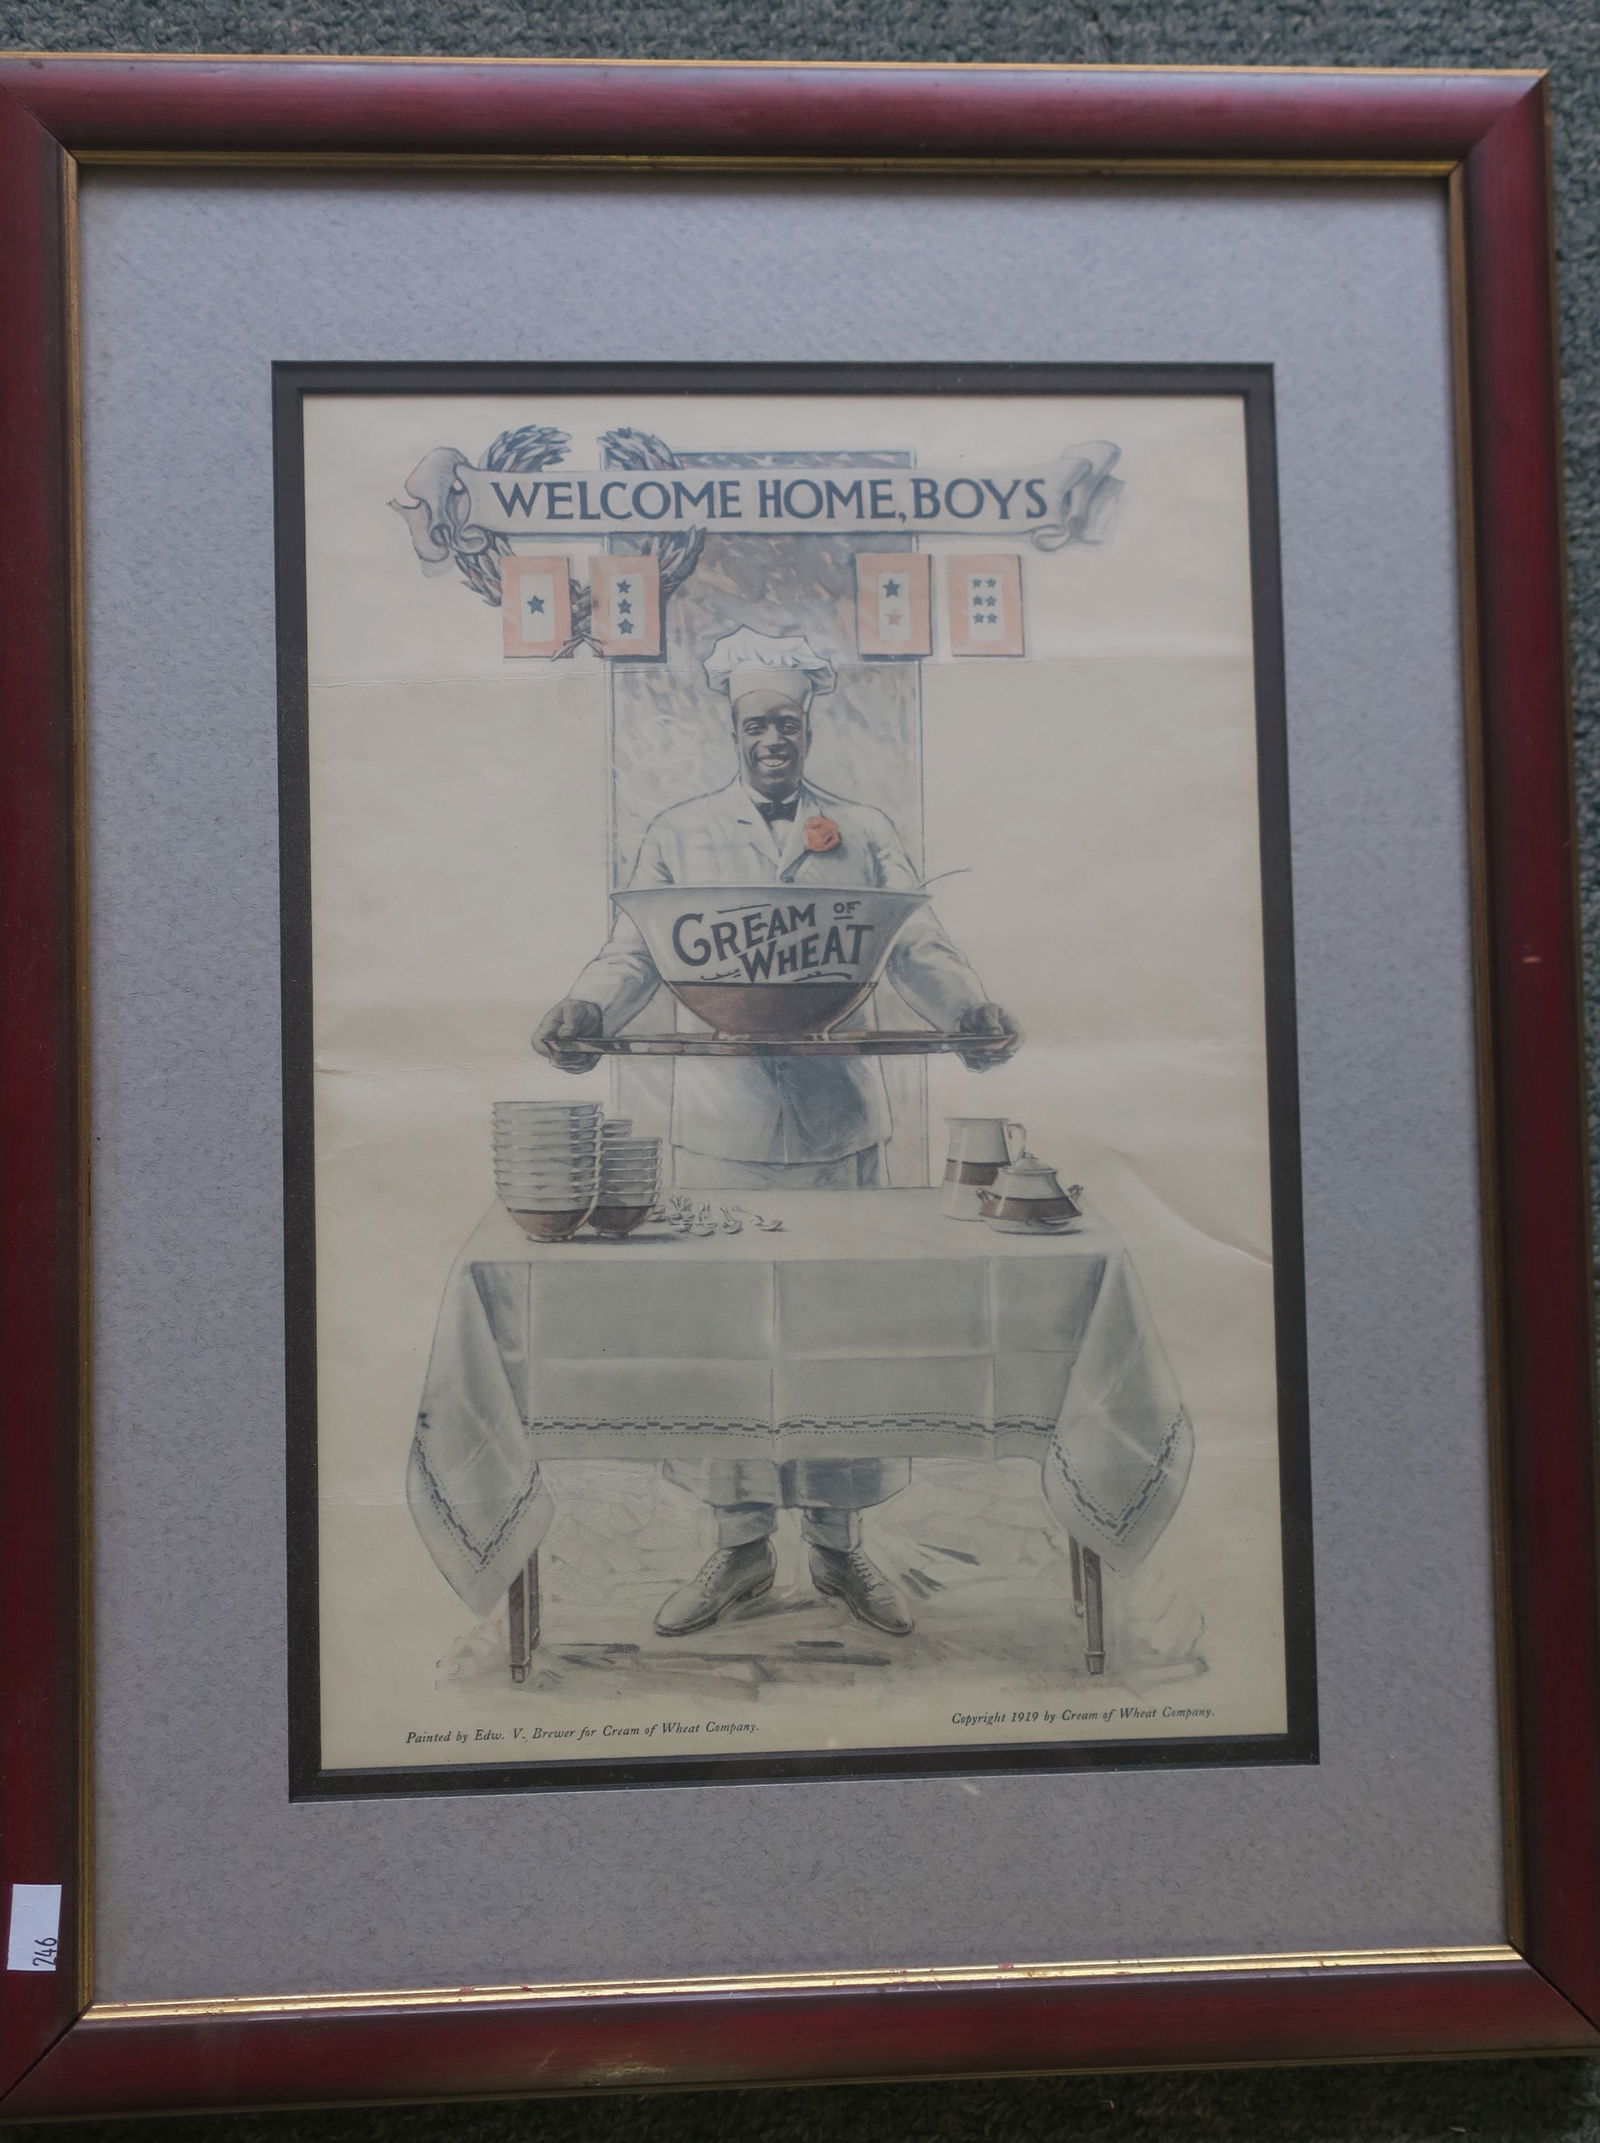 WELCOME HOME, BOYS
CREAM OF
WHEAT
Painted by Edw. V. Brewer for Cream of Wheat Company.
Copyright 1919 by Cream of Wheat Company.
246